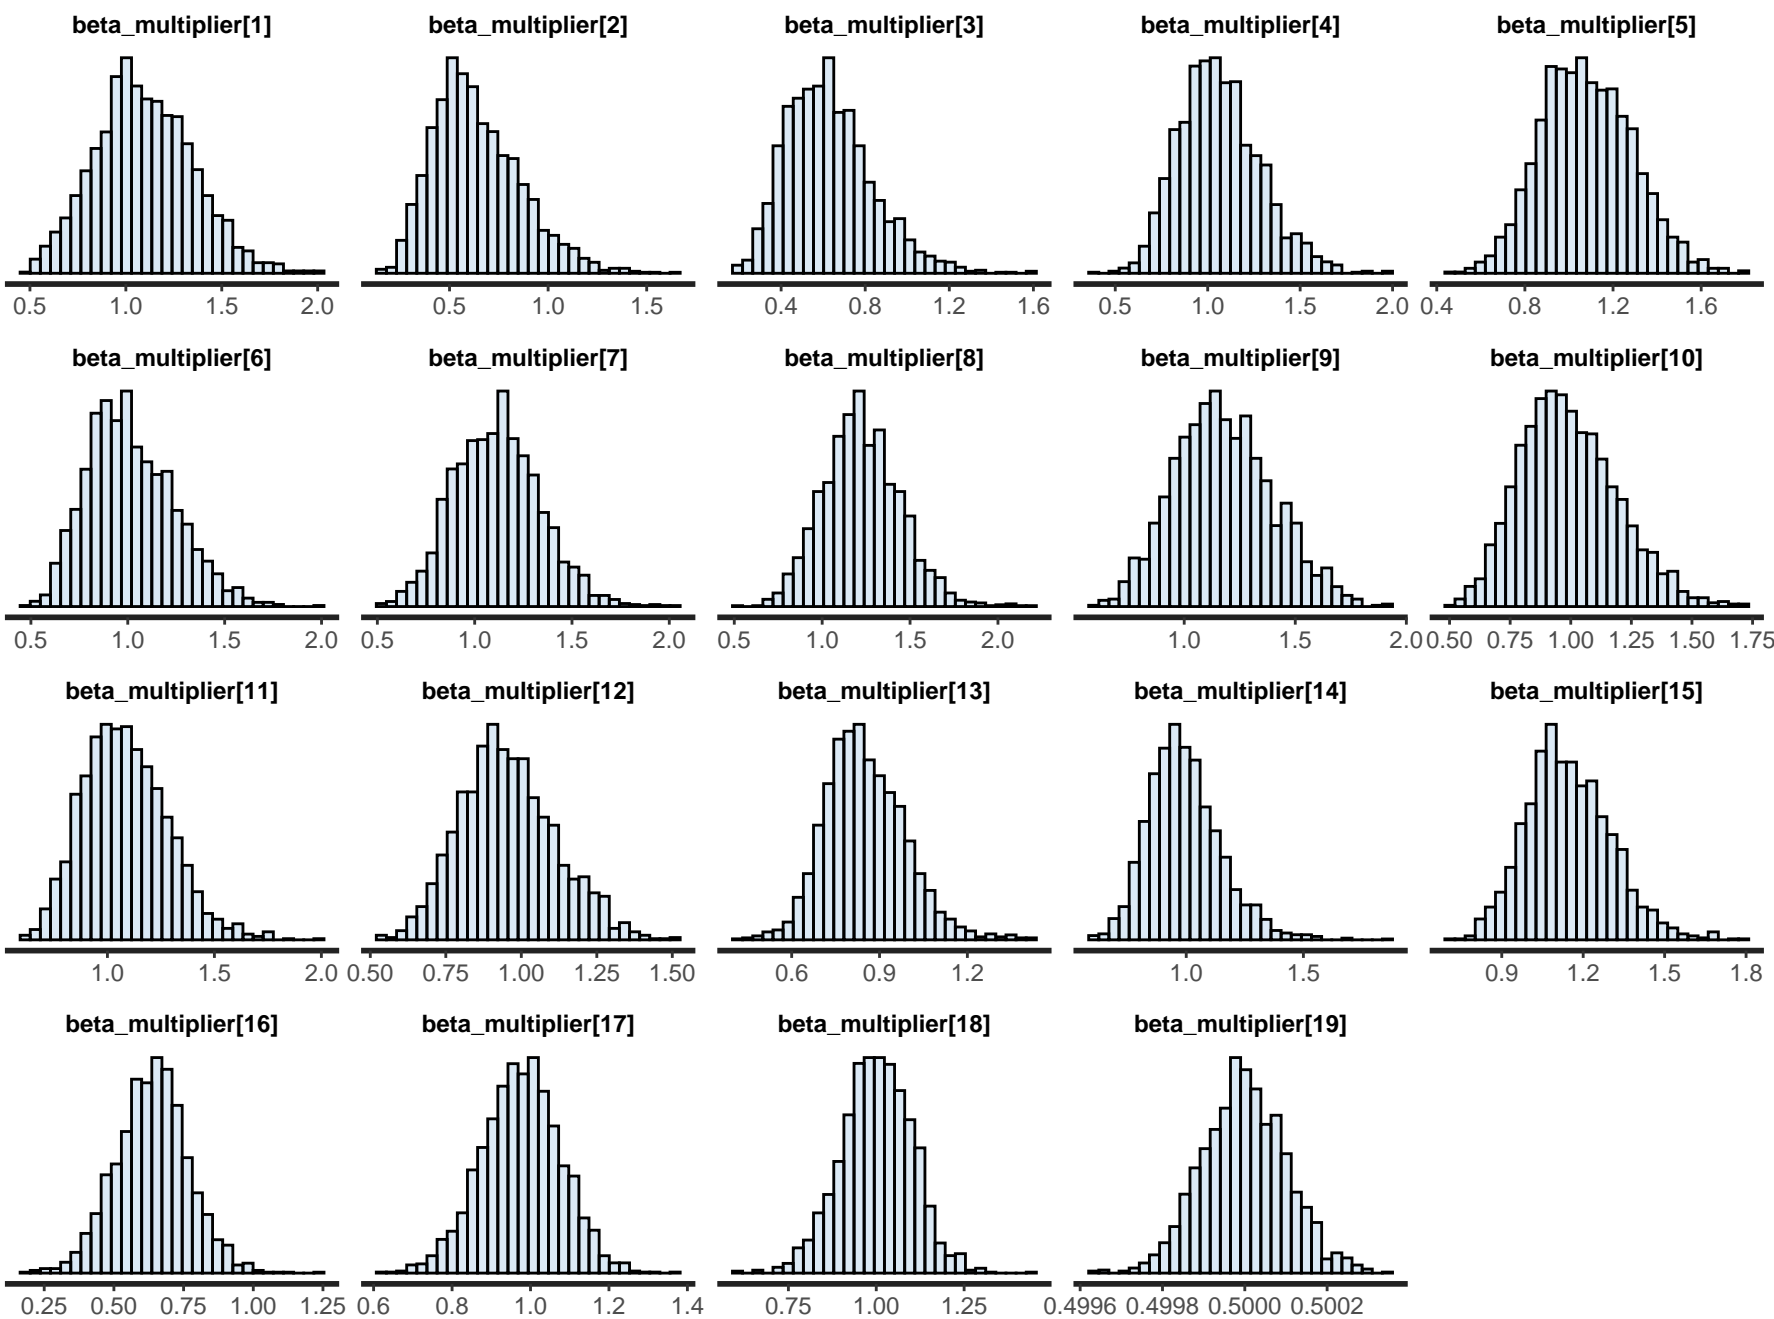 beta_multiplier[1] beta_multiplier[2] beta_multiplier[3] beta_multiplier[4] beta_multiplier[5]
0.5 1.0 1.5 2.0 0.5 1.0 1.5 0.4 0.8 1.2 1.6 0.5 1.0 1.5 2.0 0.4 0.8 1.2 1.6
beta_multiplier[6] beta_multiplier[7] beta_multiplier[8] beta_multiplier[9] beta_multiplier[10]
0.5 1.0 1.5 2.0 0.5 1.0 1.5 2.0 0.5 1.0 1.5 2.0 1.0 1.5 2.0 0.50 0.75 1.00 1.25 1.50 1.75
beta_multiplier[11] beta_multiplier[12] beta_multiplier[13] beta_multiplier[14] beta_multiplier[15]
1.0 1.5 2.0 0.50 0.75 1.00 1.25 1.50 0.6 0.9 1.2 1.0 1.5 0.9 1.2 1.5 1.8
beta_multiplier[16] beta_multiplier[17] beta_multiplier[18] beta_multiplier[19]
0.25 0.50 0.75 1.00 1.25 0.6 0.8 1.0 1.2 1.4 0.75 1.00 1.25 0.4996 0.4998 0.5000 0.5002